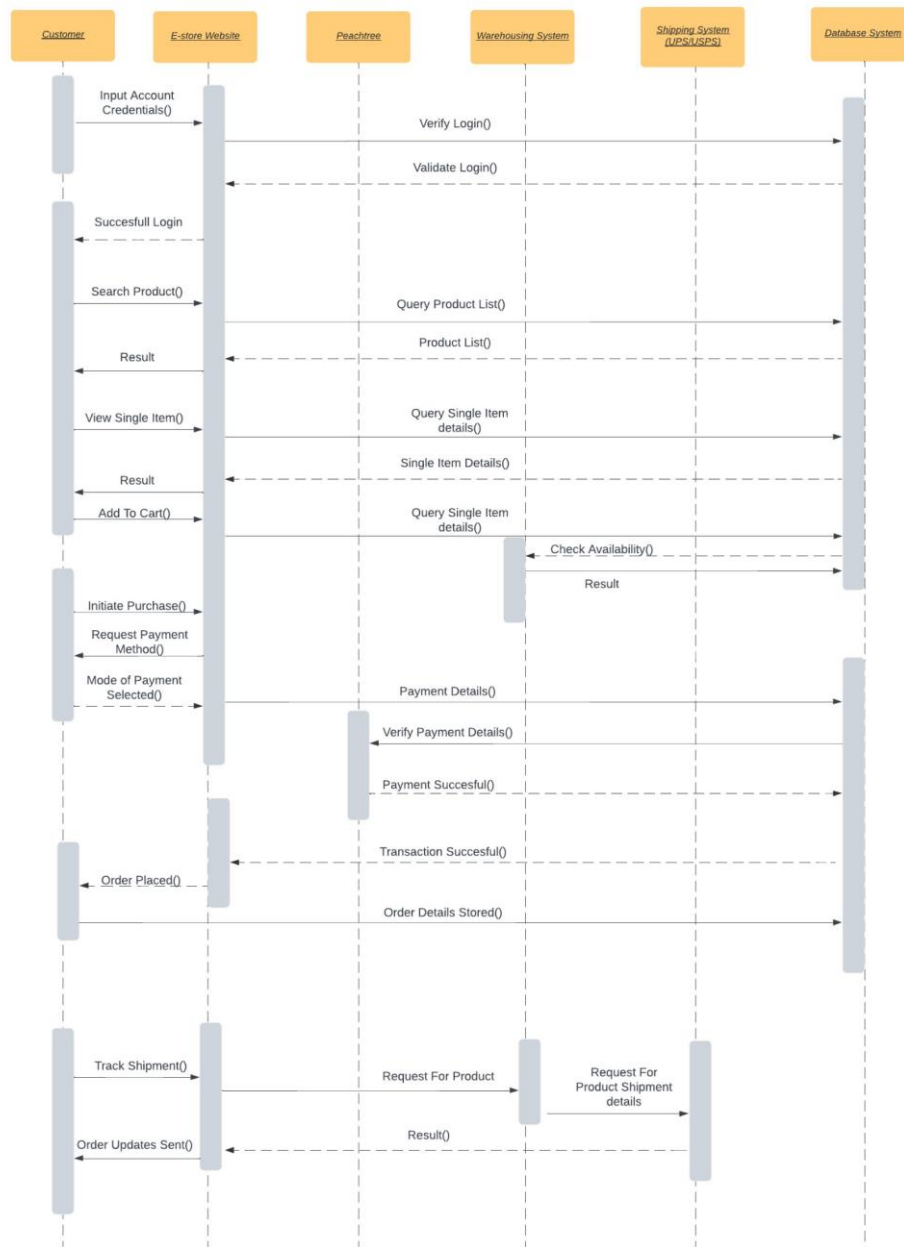 Customer
E-store Website
Peachtree
Warehousing System
Shipping System
(UPS/USPS)
Database System
Input Account
Credentials()
Verify Login()
Validate Login()
Succesfull Login
Search Product()
Query Product List()
Product List()
Result
View Single Item()
Query Single Item
details()
Single Item Details()
Result
Add To Cart()
Query Single Item
details()
Check Availability()
Result
Initiate Purchase()
Request Payment
Method()
Mode of Payment
Selected()
Payment Details()
Verify Payment Details()
Payment Succesful()
Transaction Succesful()
Order Placed()
Order Details Stored()
Track Shipment()
Request For Product
Request For
Product Shipment
details
Result()
Order Updates Sent()